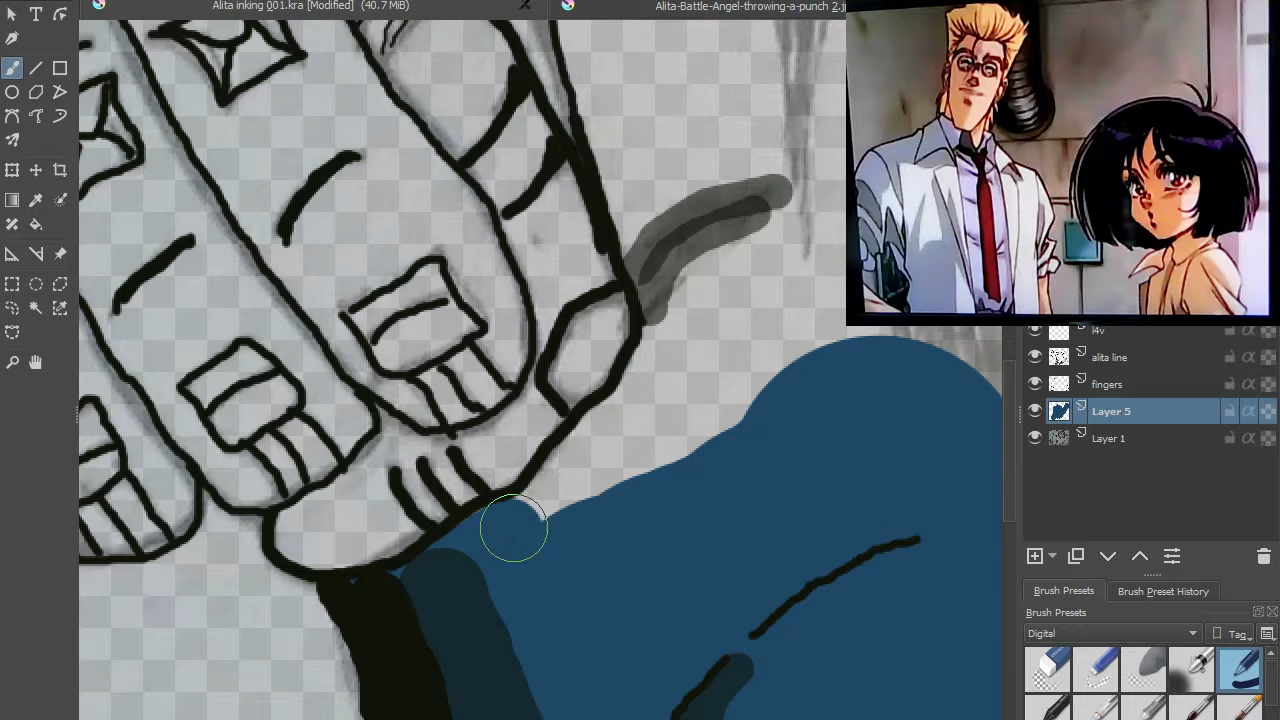 Alita inking 001.kra [Modified] (40.7 MiB)
Alita-Battle-Angel-throwing-a-punch 2.j
l4v
alita line
fingers
Layer 5
Layer 1
Brush Presets
Brush Preset History
Brush Presets
Digital
Tag